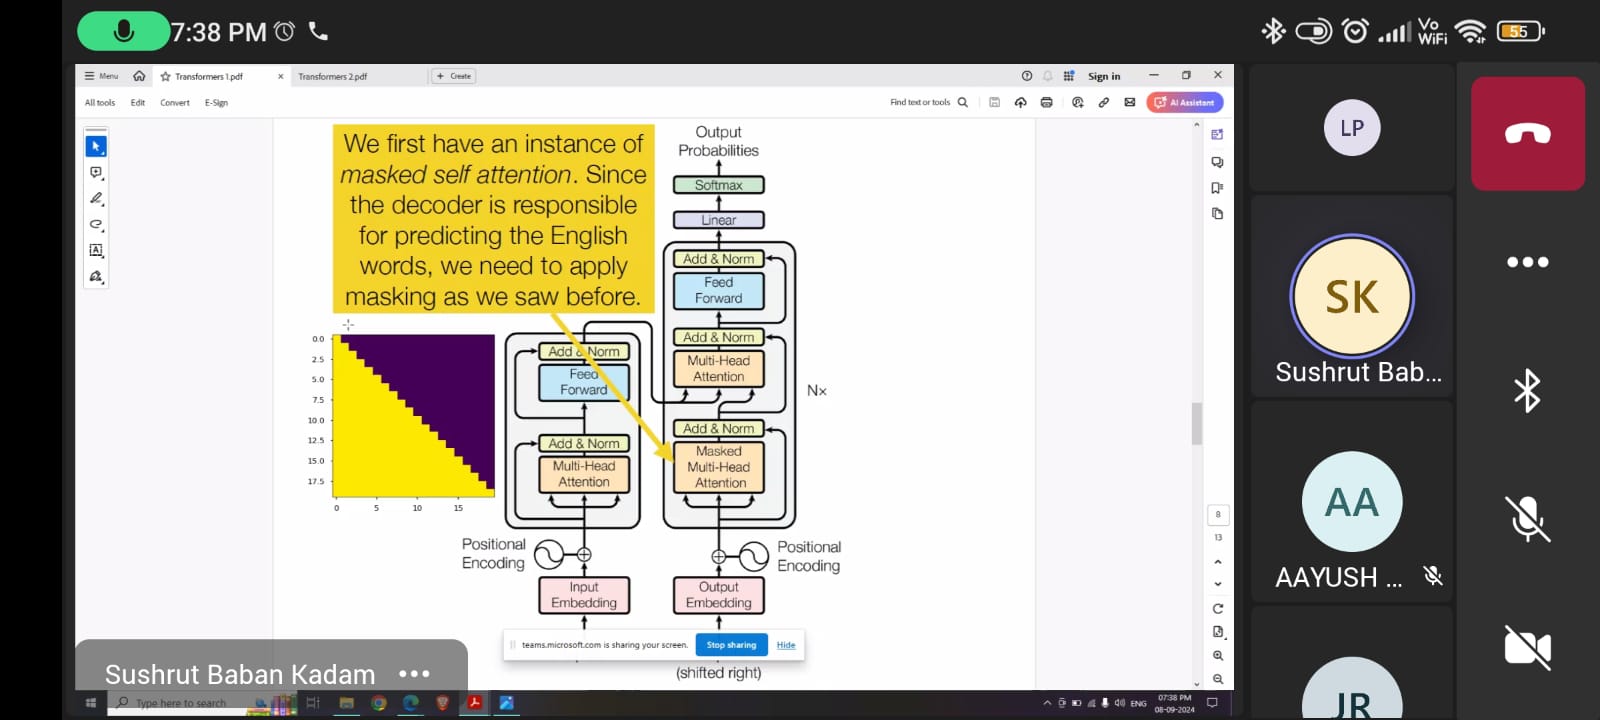 7:38 PM
Vo
WiFi
55
Menu
Transformers 1.pdf
×
Transformers 2.pdf
+ Create
Sign in
All tools
Edit
Convert
E-Sign
Find text or tools
AI Assistant
We first have an instance of
masked self attention. Since
the decoder is responsible
for predicting the English
words, we need to apply
masking as we saw before.
Output
Probabilities
Softmax
Linear
Add & Norm
Feed
Forward
Add & Norm
Multi-Head
Attention
Nx
Add & Norm
Masked
Multi-Head
Attention
Add & Norm
Feed
Forward
Add & Norm
Multi-Head
Attention
0.0
2.5
5.0
7.5
10.0
12.5
15.0
17.5
0
5
10
15
Positional
Encoding
Positional
Encoding
Input
Embedding
Output
Embedding
teams.microsoft.com is sharing your screen.
Stop sharing
Hide
(shifted right)
8
13
Sushrut Baban Kadam
Type here to search
ENG
07:38 PM
08-09-2024
LP
SK
Sushrut Bab...
AA
AAYUSH ...
JR